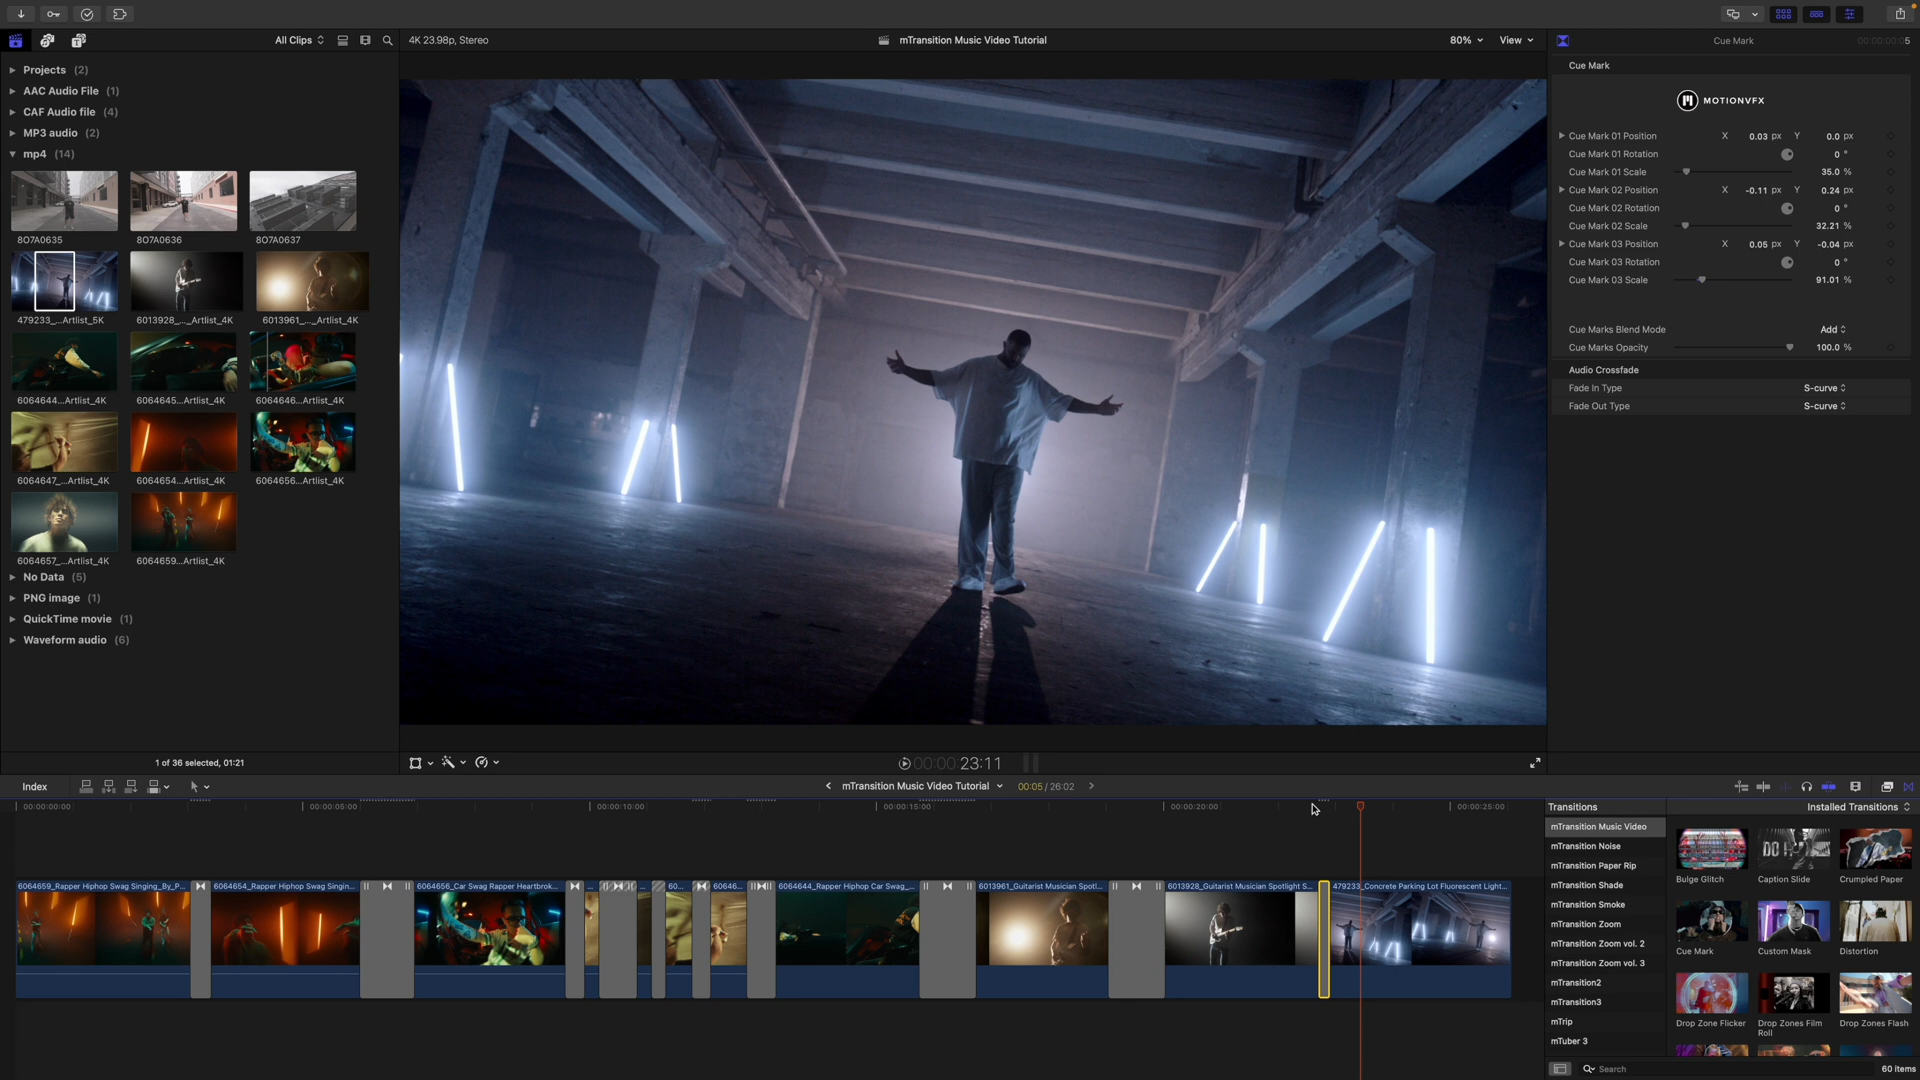 All Clips
4K 23.98p, Stereo
mTransition Music Video Tutorial
80%
View
Cue Mark
00:00:00:05
Projects (2)
AAC Audio File (1)
CAF Audio file (4)
MP3 audio (2)
mp4 (14)
8O7A0635
8O7A0636
8O7A0637
479233_...Artlist_5K
6013928_..._Artlist_4K
6013961_..._Artlist_4K
6064644...Artlist_4K
6064645...Artlist_4K
6064646...Artlist_4K
6064647_...Artlist_4K
6064654...Artlist_4K
6064656...Artlist_4K
6064657_...Artlist_4K
6064659...Artlist_4K
No Data (5)
PNG image (1)
QuickTime movie (1)
Waveform audio (6)
1 of 36 selected, 01:21
Cue Mark
MOTIONVFX
Cue Mark 01 Position X 0.03 px Y 0.0 px
Cue Mark 01 Rotation 0 °
Cue Mark 01 Scale 35.0 %
Cue Mark 02 Position X -0.11 px Y 0.24 px
Cue Mark 02 Rotation 0 °
Cue Mark 02 Scale 32.21 %
Cue Mark 03 Position X 0.05 px Y -0.04 px
Cue Mark 03 Rotation 0 °
Cue Mark 03 Scale 91.01 %
Cue Marks Blend Mode Add
Cue Marks Opacity 100.0 %
Audio Crossfade
Fade In Type S-curve
Fade Out Type S-curve
00:00:23:11
Index
mTransition Music Video Tutorial
00:05 / 26:02
00:00:00:00
00:00:05:00
00:00:10:00
00:00:15:00
00:00:20:00
00:00:25:00
6064659_Rapper Hiphop Swag Singing_By_P...
6064654_Rapper Hiphop Swag Singin...
6064656_Car Swag Rapper Heartbrok...
...
...
60...
60646...
6064644_Rapper Hiphop Car Swag_...
6013961_Guitarist Musician Spotl...
6013928_Guitarist Musician Spotlight S...
479233_Concrete Parking Lot Fluorescent Light...
Transitions
Installed Transitions
mTransition Music Video
mTransition Noise
mTransition Paper Rip
mTransition Shade
mTransition Smoke
mTransition Zoom
mTransition Zoom vol. 2
mTransition Zoom vol. 3
mTransition2
mTransition3
mTrip
mTuber 3
Bulge Glitch
Caption Slide
Crumpled Paper
Cue Mark
Custom Mask
Distortion
Drop Zone Flicker
Drop Zones Film
Roll
Drop Zones Flash
Search
60 items